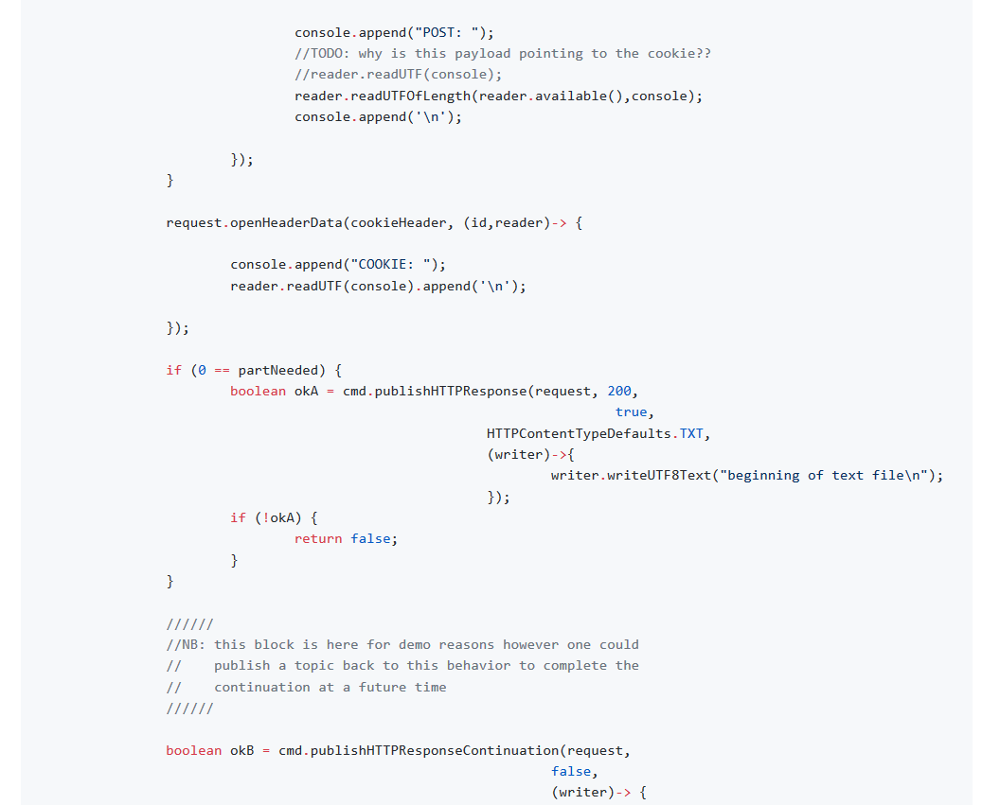 console.append("POST: ");
//TODO: why is this payload pointing to the cookie??
//reader.readUTF(console);
reader.readUTFOfLength(reader.available(),console);
console.append('\n');
});
}
request.openHeaderData(cookieHeader, (id,reader)-> {
console.append("COOKIE: ");
reader.readUTF(console).append('\n');
});
if (0 == partNeeded) {
boolean okA = cmd.publishHTTPResponse(request, 200,
true,
HTTPContentTypeDefaults.TXT,
(writer)->{
writer.writeUTF8Text("beginning of text file\n");
});
if (!okA) {
return false;
}
}
//////
//NB: this block is here for demo reasons however one could
//    publish a topic back to this behavior to complete the
//    continuation at a future time
//////
boolean okB = cmd.publishHTTPResponseContinuation(request,
false,
(writer)-> {